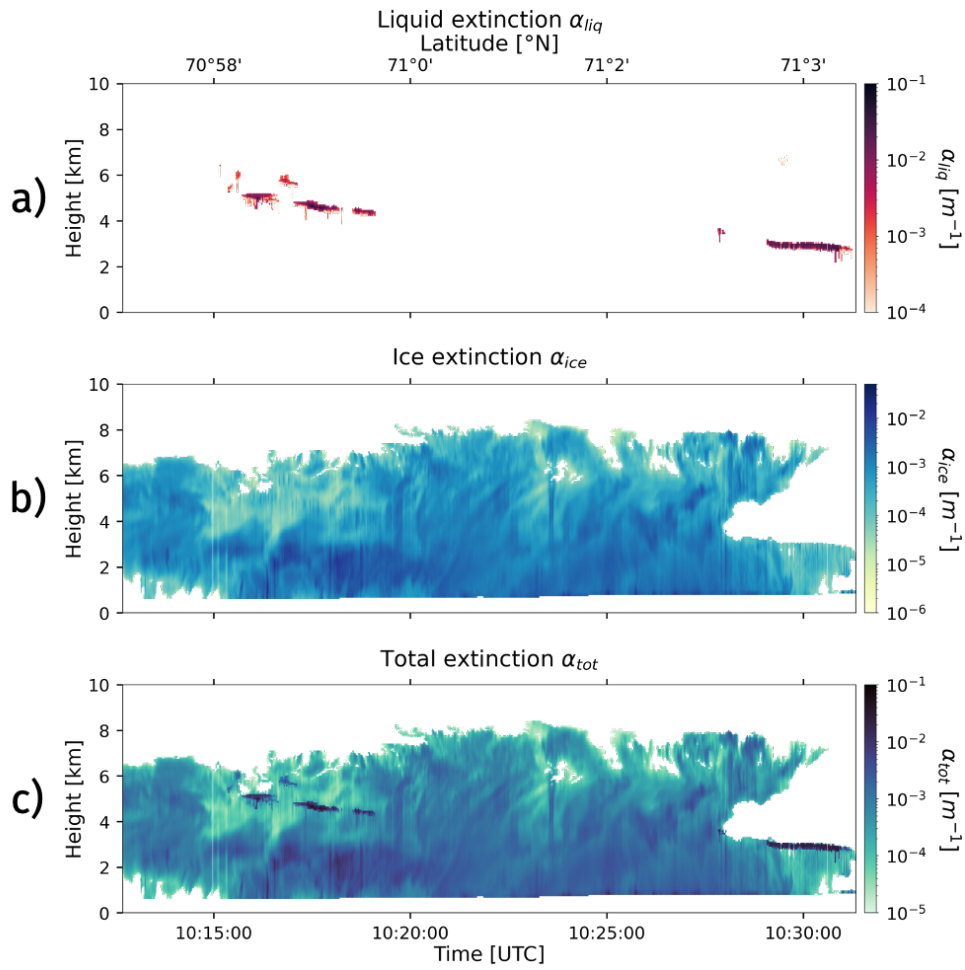 Liquid extinction α_liq
Latitude [°N]
70°58' 71°0' 71°2' 71°3'
a)
Height [km]
10
8
6
4
2
0
10⁻¹
10⁻²
10⁻³
10⁻⁴
α_liq [m⁻¹]
Ice extinction α_ice
b)
Height [km]
10
8
6
4
2
0
10⁻²
10⁻³
10⁻⁴
10⁻⁵
10⁻⁶
α_ice [m⁻¹]
Total extinction α_tot
c)
Height [km]
10
8
6
4
2
0
10⁻¹
10⁻²
10⁻³
10⁻⁴
10⁻⁵
α_tot [m⁻¹]
10:15:00 10:20:00 10:25:00 10:30:00
Time [UTC]